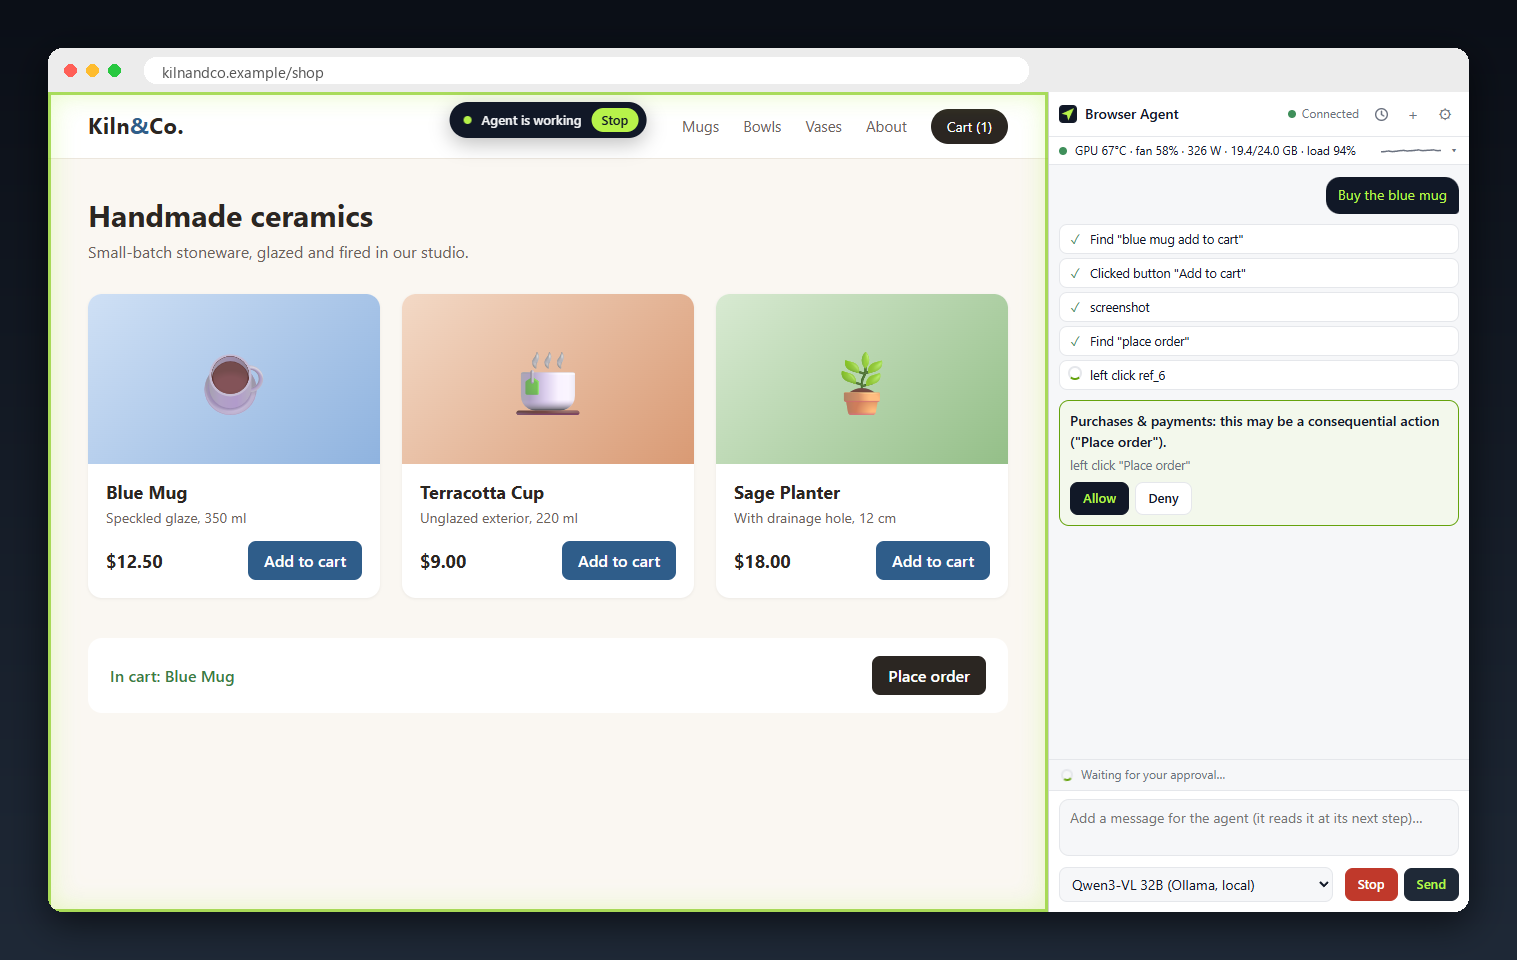 kilnandco.example/shop
Kiln&Co.
Agent is working
Stop
Mugs
Bowls
Vases
About
Cart (1)
Handmade ceramics
Small-batch stoneware, glazed and fired in our studio.
Blue Mug
Speckled glaze, 350 ml
$12.50
Add to cart
Terracotta Cup
Unglazed exterior, 220 ml
$9.00
Add to cart
Sage Planter
With drainage hole, 12 cm
$18.00
Add to cart
In cart: Blue Mug
Place order
Browser Agent
Connected
GPU 67°C · fan 58% · 326 W · 19.4/24.0 GB · load 94%
Buy the blue mug
✓ Find "blue mug add to cart"
✓ Clicked button "Add to cart"
✓ screenshot
✓ Find "place order"
left click ref_6
Purchases & payments: this may be a consequential action
("Place order").
left click "Place order"
Allow
Deny
Waiting for your approval...
Add a message for the agent (it reads it at its next step)...
Qwen3-VL 32B (Ollama, local)
Stop
Send